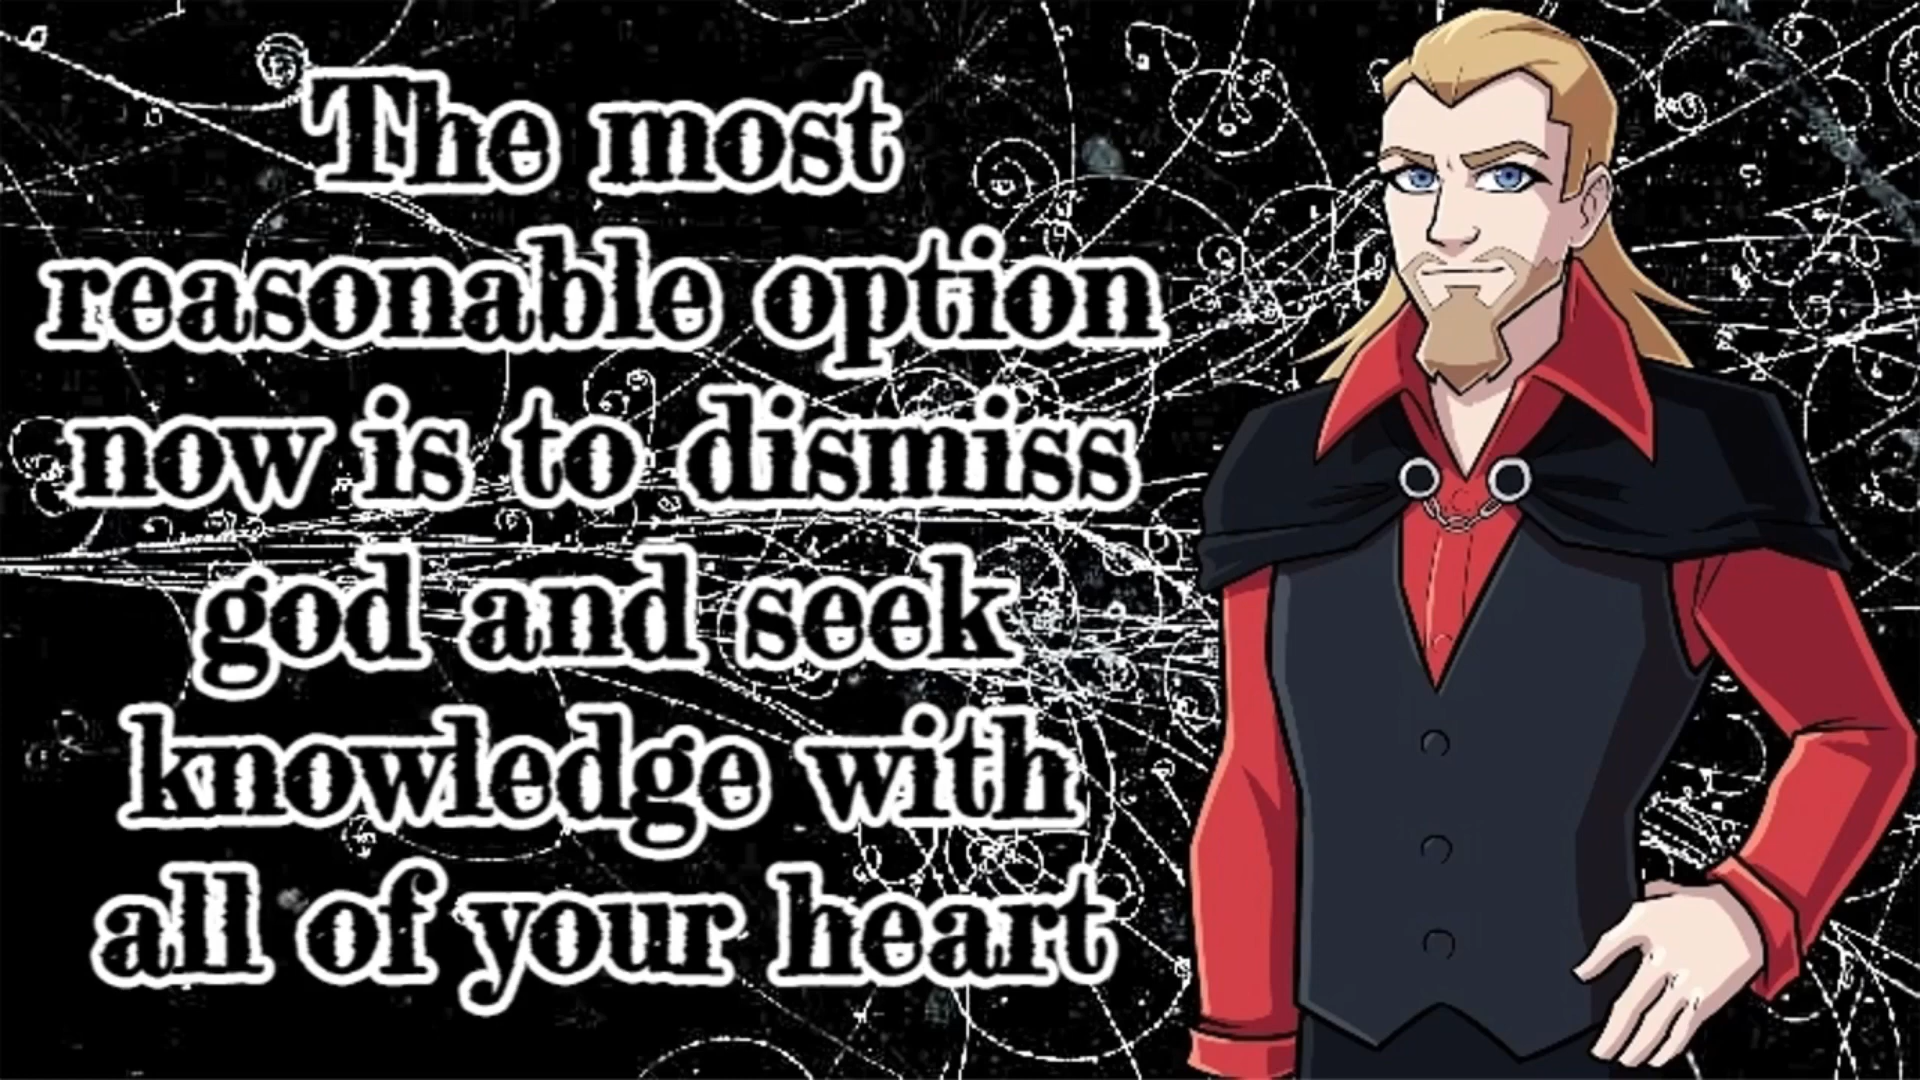 The most
reasonable option
now is to dismiss
god and seek
knowledge with
all of your heart